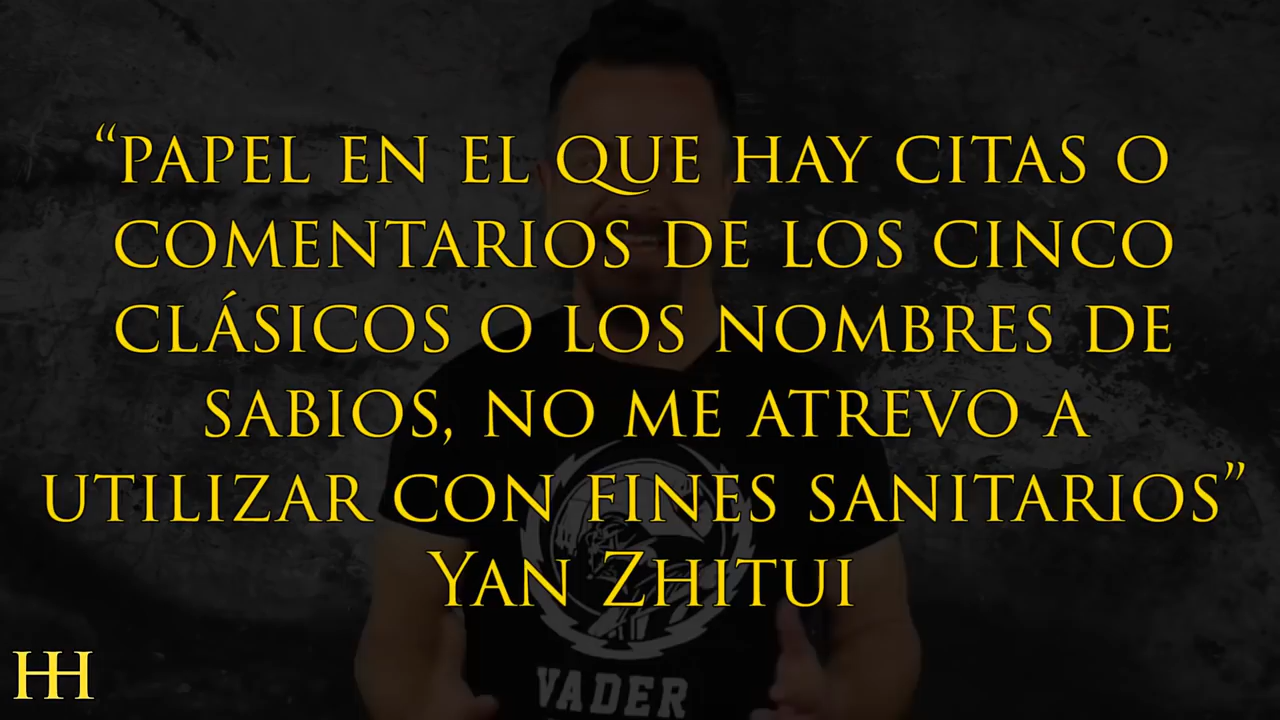 “PAPEL EN EL QUE HAY CITAS O
COMENTARIOS DE LOS CINCO
CLÁSICOS O LOS NOMBRES DE
SABIOS, NO ME ATREVO A
UTILIZAR CON FINES SANITARIOS”
YAN ZHITUI
HH
VADER